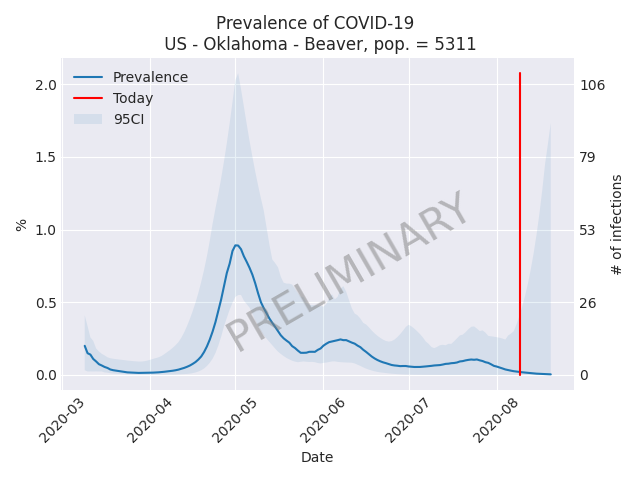 Prevalence of COVID-19
US - Oklahoma - Beaver, pop. = 5311
Prevalence
Today
95CI
2.0
1.5
1.0
0.5
0.0
%
106
79
53
26
0
# of infections
PRELIMINARY
2020-03
2020-04
2020-05
2020-06
2020-07
2020-08
Date